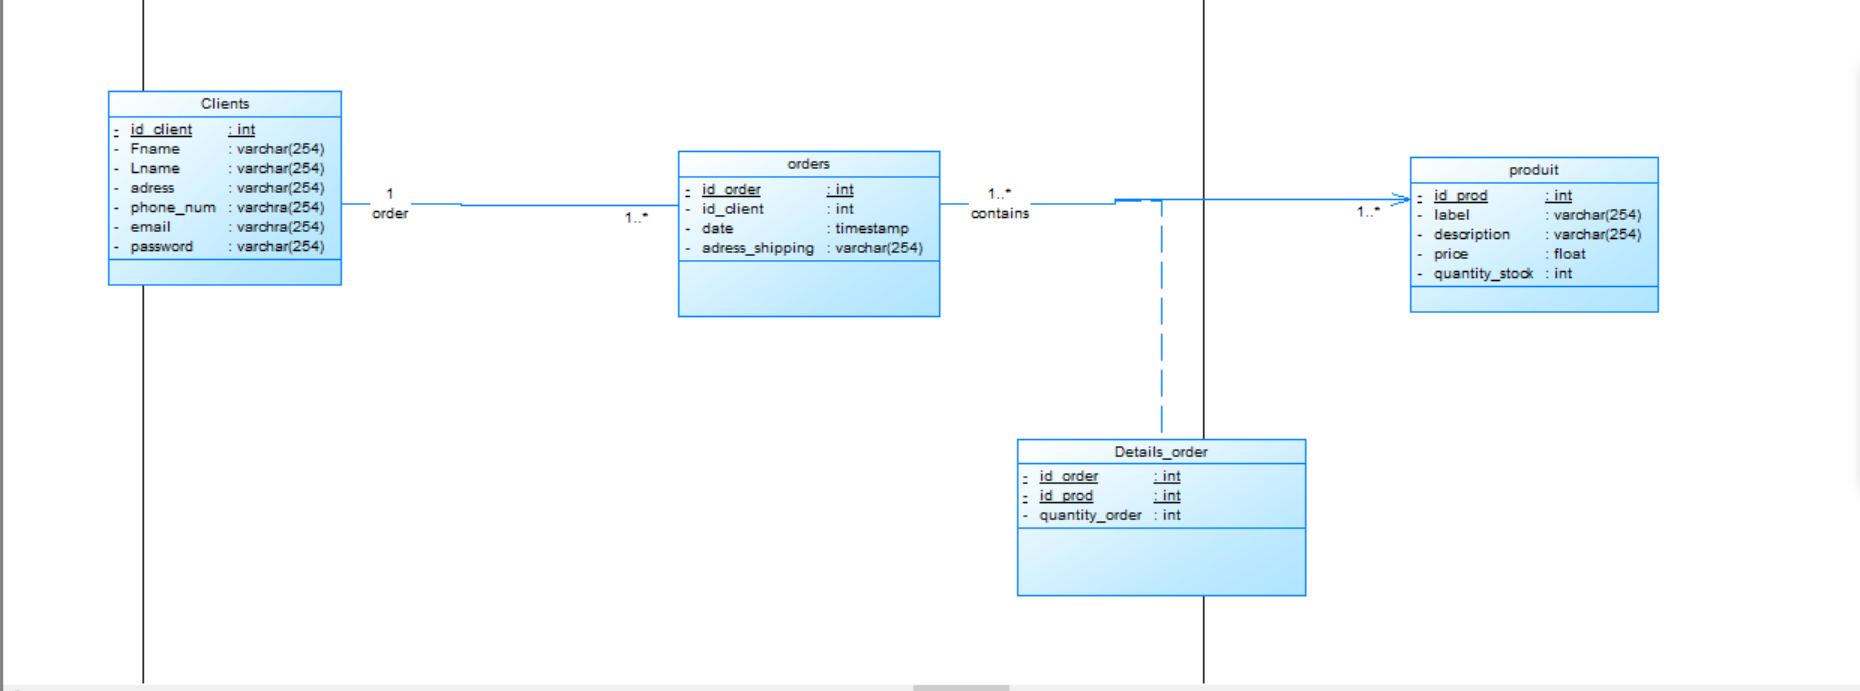 Clients
- id_client : int
- Fname : varchar(254)
- Lname : varchar(254)
- adress : varchar(254)
- phone_num : varchra(254)
- email : varchra(254)
- password : varchar(254)
1
order
1..*
orders
- id_order : int
- id_client : int
- date : timestamp
- adress_shipping : varchar(254)
1..*
contains
1..*
produit
- id_prod : int
- label : varchar(254)
- description : varchar(254)
- price : float
- quantity_stock : int
Details_order
- id_order : int
- id_prod : int
- quantity_order : int